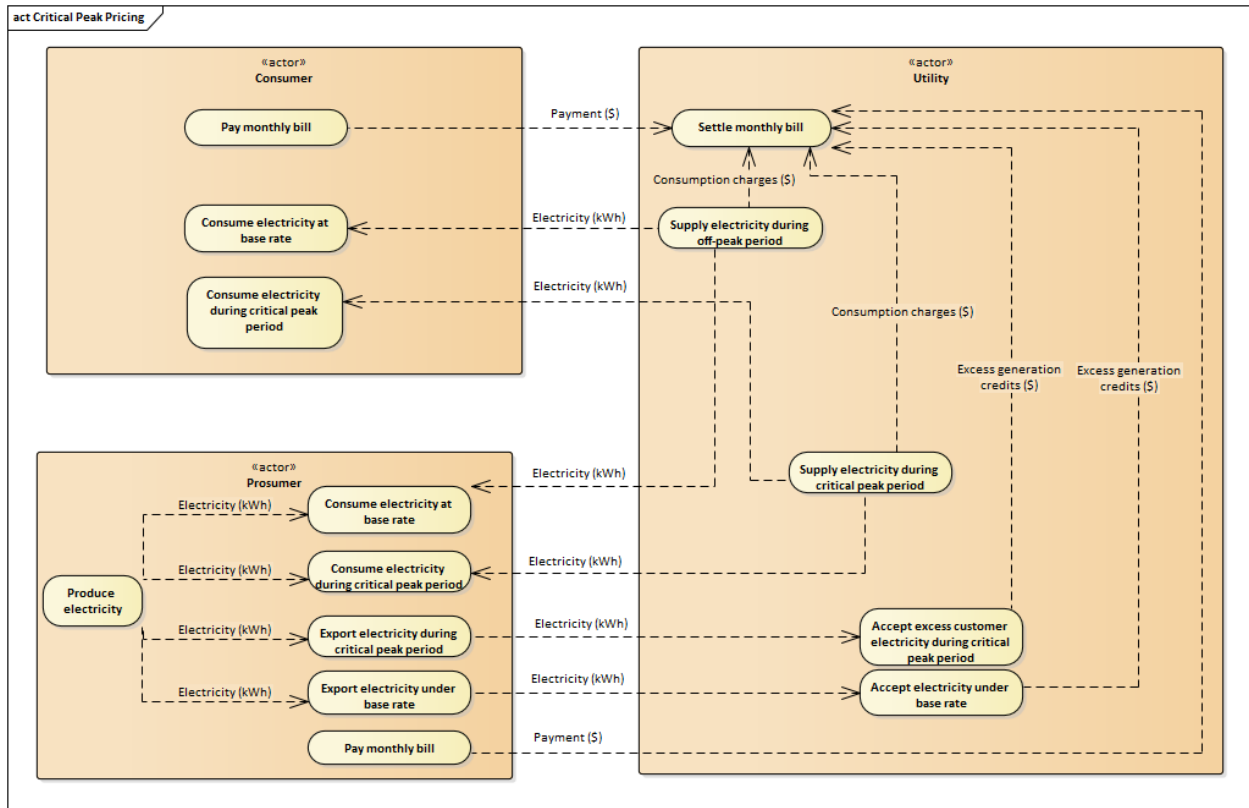 act Critical Peak Pricing
«actor»
Consumer
Pay monthly bill
Consume electricity at
base rate
Consume electricity
during critical peak
period
Payment ($)
Electricity (kWh)
Electricity (kWh)
«actor»
Utility
Settle monthly bill
Consumption charges ($)
Supply electricity during
off-peak period
Consumption charges ($)
Excess generation
credits ($)
Excess generation
credits ($)
Supply electricity during
critical peak period
Accept excess customer
electricity during critical
peak period
Accept electricity under
base rate
«actor»
Prosumer
Produce
electricity
Electricity (kWh)
Electricity (kWh)
Electricity (kWh)
Electricity (kWh)
Consume electricity at
base rate
Consume electricity
during critical peak period
Export electricity during
critical peak period
Export electricity under
base rate
Pay monthly bill
Electricity (kWh)
Electricity (kWh)
Electricity (kWh)
Electricity (kWh)
Payment ($)